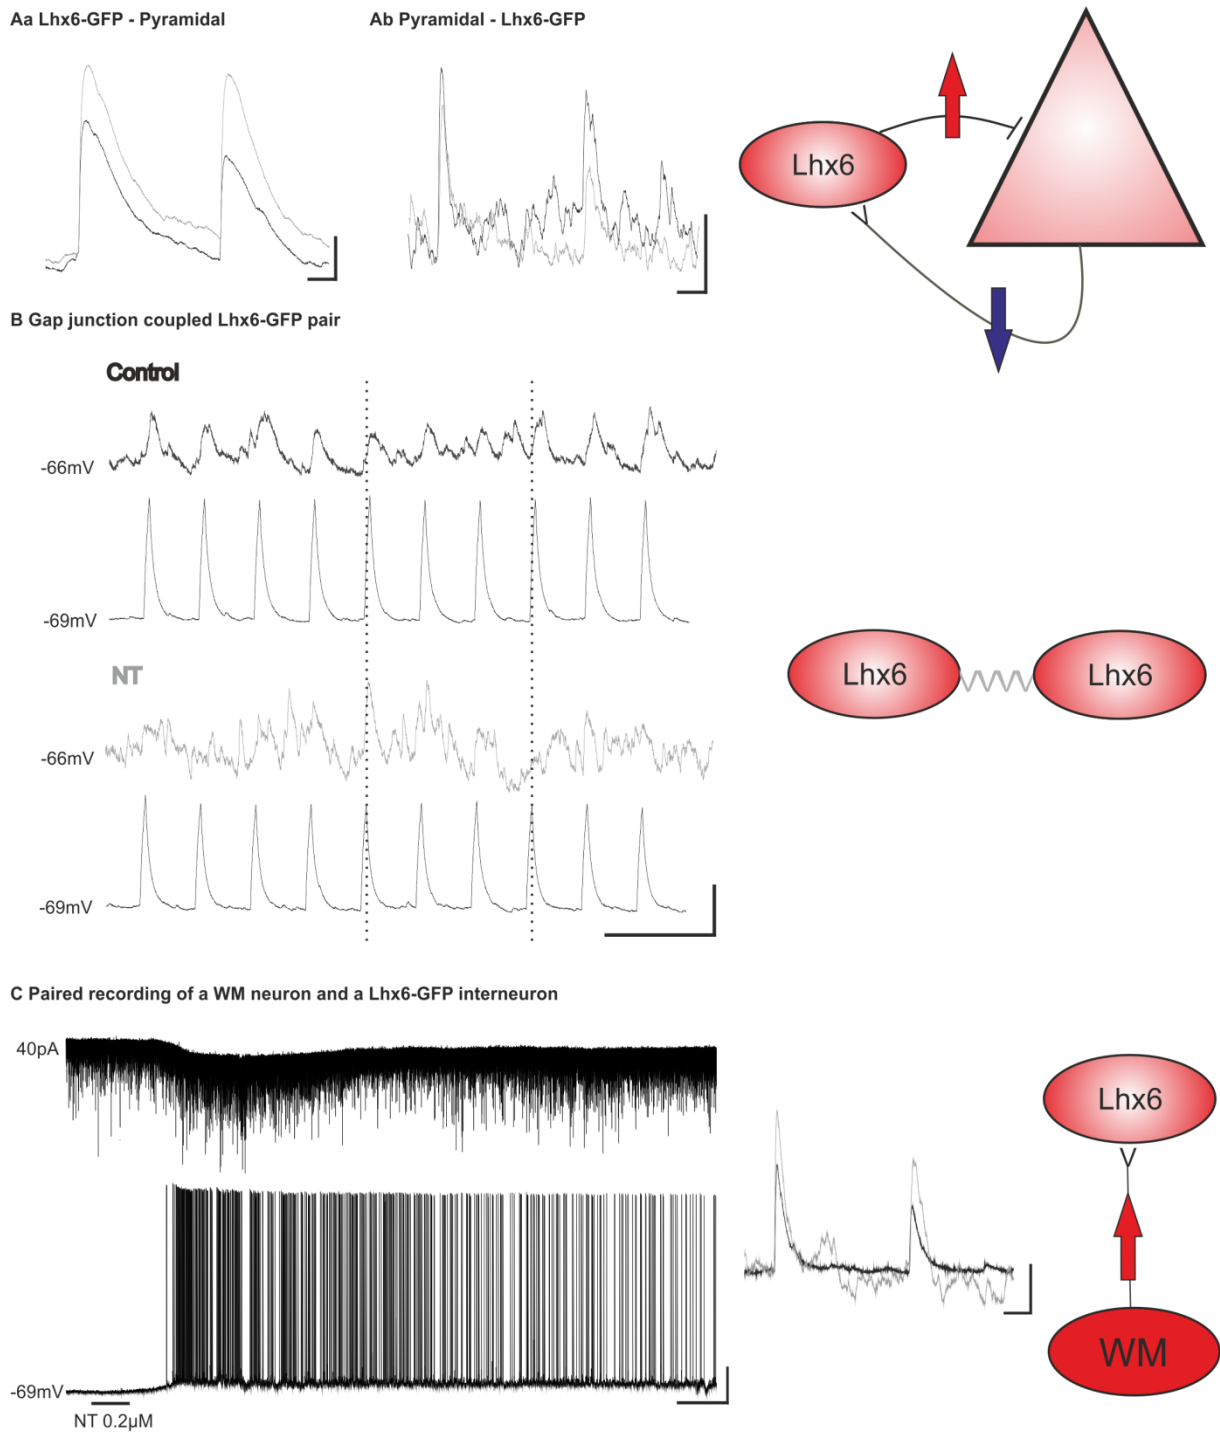 Aa Lhx6-GFP - Pyramidal
Ab Pyramidal - Lhx6-GFP
Lhx6
B Gap junction coupled Lhx6-GFP pair
Control
-66mV
-69mV
NT
-66mV
-69mV
Lhx6
Lhx6
C Paired recording of a WM neuron and a Lhx6-GFP interneuron
40pA
-69mV
NT 0.2µM
Lhx6
WM